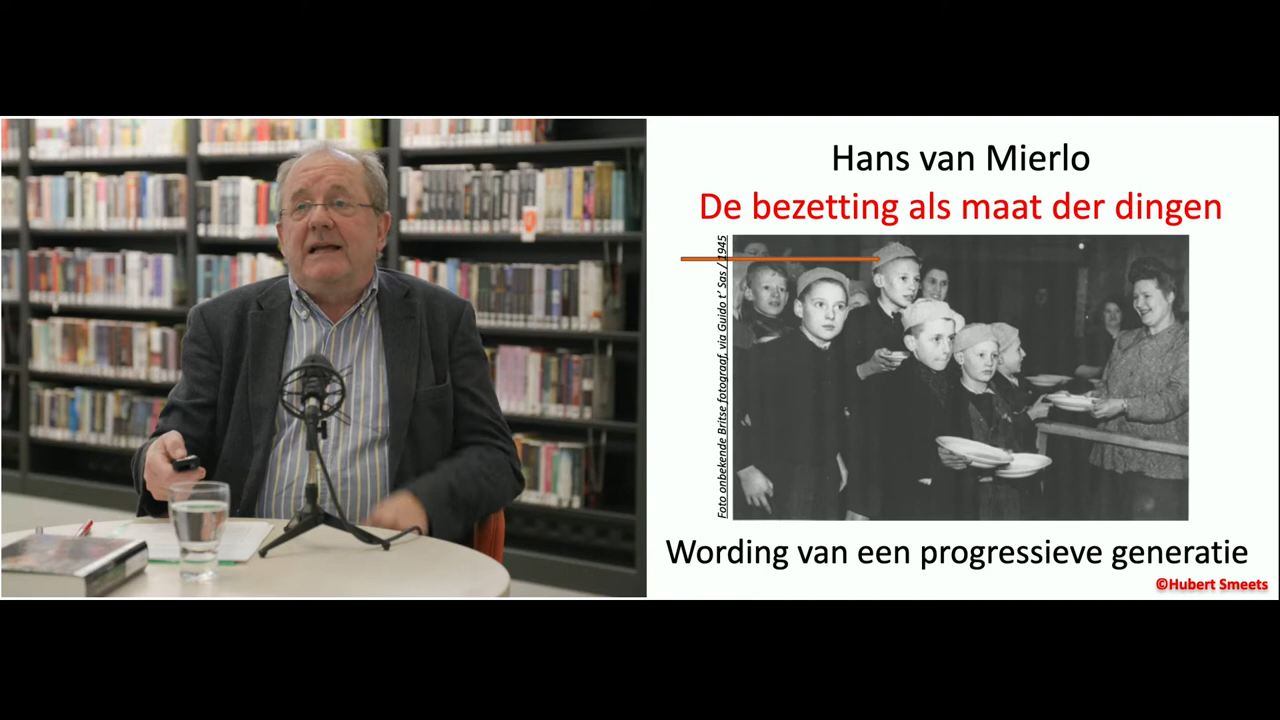 Hans van Mierlo
De bezetting als maat der dingen
Foto onbekende Britse fotograaf, via Guido t' Sas / 1945
Wording van een progressieve generatie
©Hubert Smeets